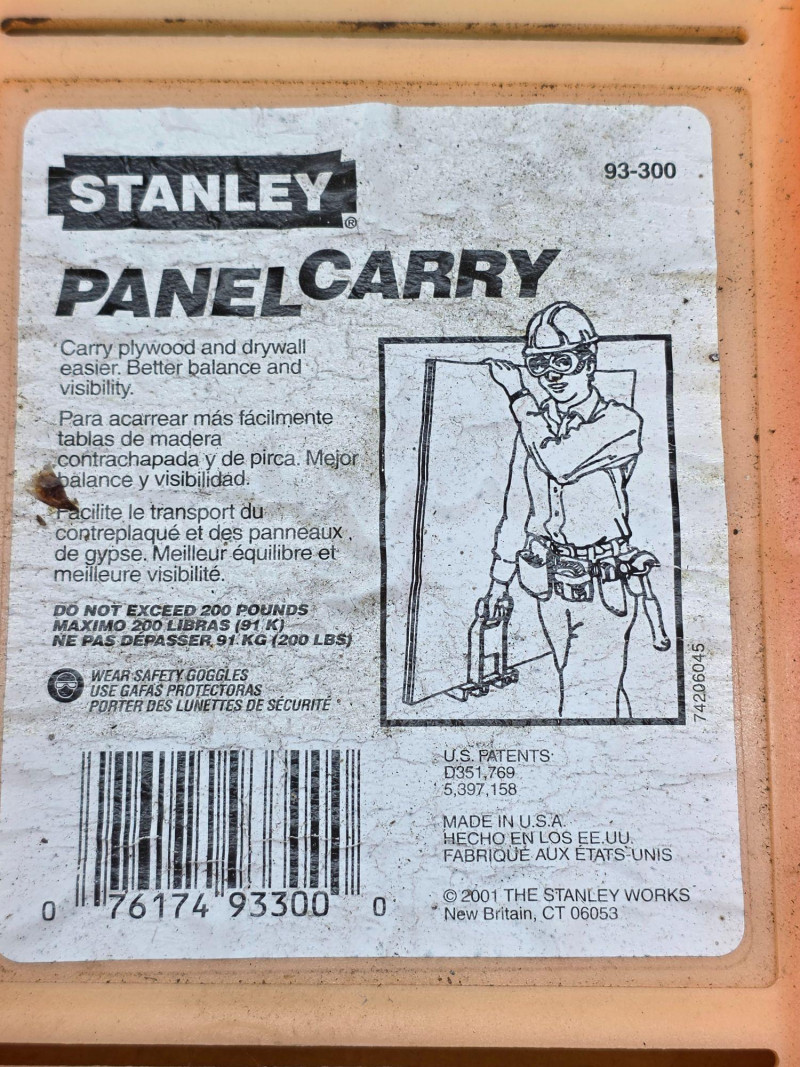 STANLEY®
93-300
PANELCARRY
Carry plywood and drywall
easier. Better balance and
visibility.
Para acarrear más fácilmente
tablas de madera
contrachapada y de pirca. Mejor
balance y visibilidad.
Facilite le transport du
contreplaqué et des panneaux
de gypse. Meilleur équilibre et
meilleure visibilité.
DO NOT EXCEED 200 POUNDS
MAXIMO 200 LIBRAS (91 K)
NE PAS DÉPASSER 91 KG (200 LBS)
WEAR SAFETY GOGGLES
USE GAFAS PROTECTORAS
PORTER DES LUNETTES DE SÉCURITÉ
74206045
0 76174 93300 0
U.S. PATENTS
D351,769
5,397,158
MADE IN U.S.A.
HECHO EN LOS EE.UU.
FABRIQUÉ AUX ÉTATS-UNIS
© 2001 THE STANLEY WORKS
New Britain, CT 06053